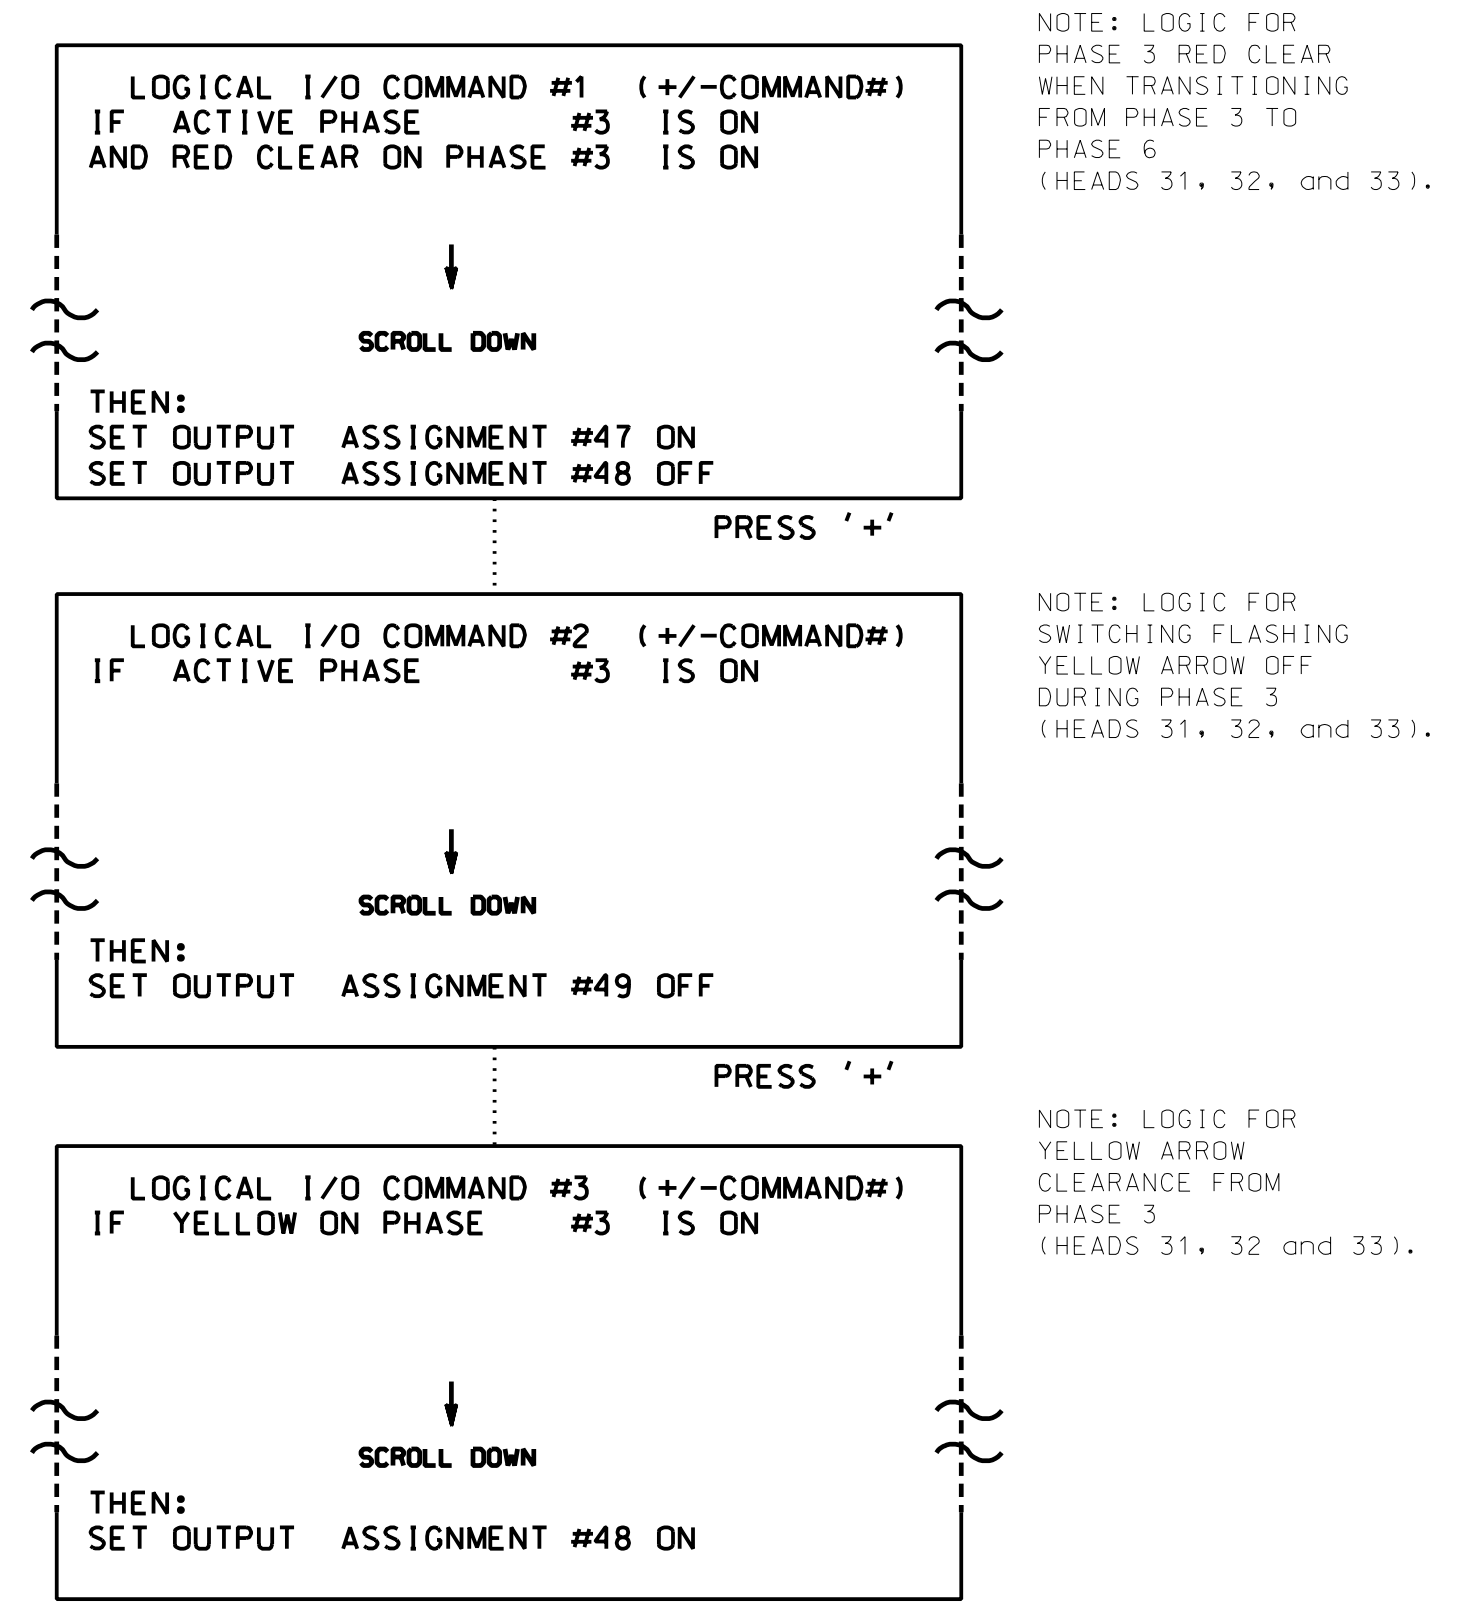 LOGICAL I/O COMMAND #1 (+/-COMMAND#)
IF ACTIVE PHASE #3 IS ON
AND RED CLEAR ON PHASE #3 IS ON
SCROLL DOWN
THEN:
SET OUTPUT ASSIGNMENT #47 ON
SET OUTPUT ASSIGNMENT #48 OFF
NOTE: LOGIC FOR
PHASE 3 RED CLEAR
WHEN TRANSITIONING
FROM PHASE 3 TO
PHASE 6
(HEADS 31, 32, and 33).
PRESS '+'
LOGICAL I/O COMMAND #2 (+/-COMMAND#)
IF ACTIVE PHASE #3 IS ON
SCROLL DOWN
THEN:
SET OUTPUT ASSIGNMENT #49 OFF
NOTE: LOGIC FOR
SWITCHING FLASHING
YELLOW ARROW OFF
DURING PHASE 3
(HEADS 31, 32, and 33).
PRESS '+'
LOGICAL I/O COMMAND #3 (+/-COMMAND#)
IF YELLOW ON PHASE #3 IS ON
SCROLL DOWN
THEN:
SET OUTPUT ASSIGNMENT #48 ON
NOTE: LOGIC FOR
YELLOW ARROW
CLEARANCE FROM
PHASE 3
(HEADS 31, 32 and 33).